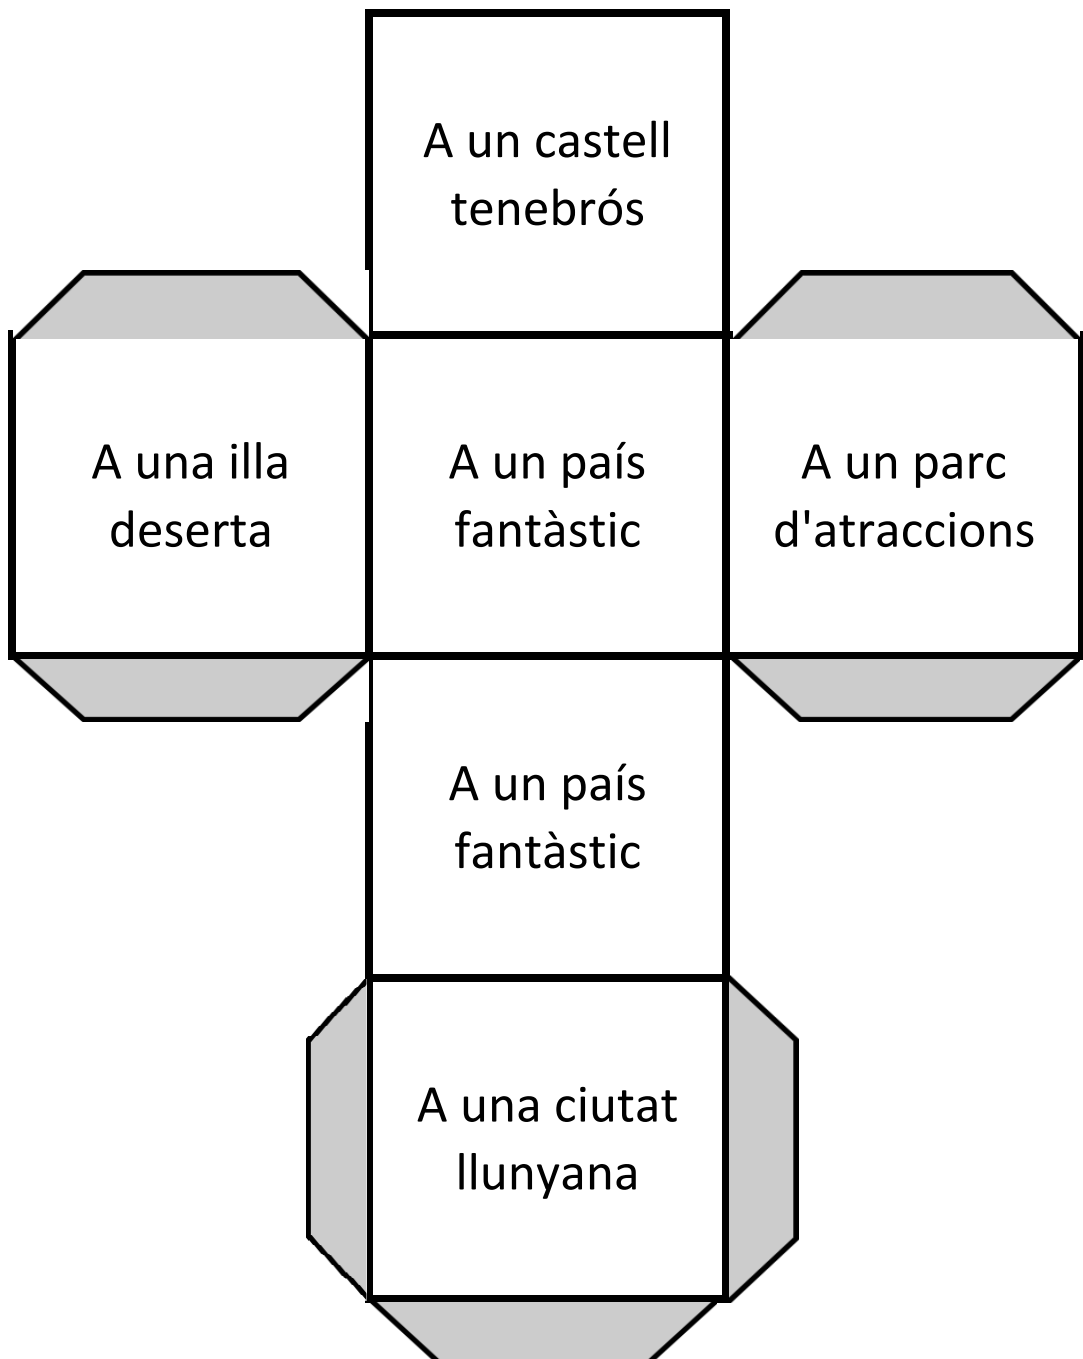 A un castell
tenebrós
A una illa
deserta
A un país
fantàstic
A un parc
d'atraccions
A un país
fantàstic
A una ciutat
llunyana